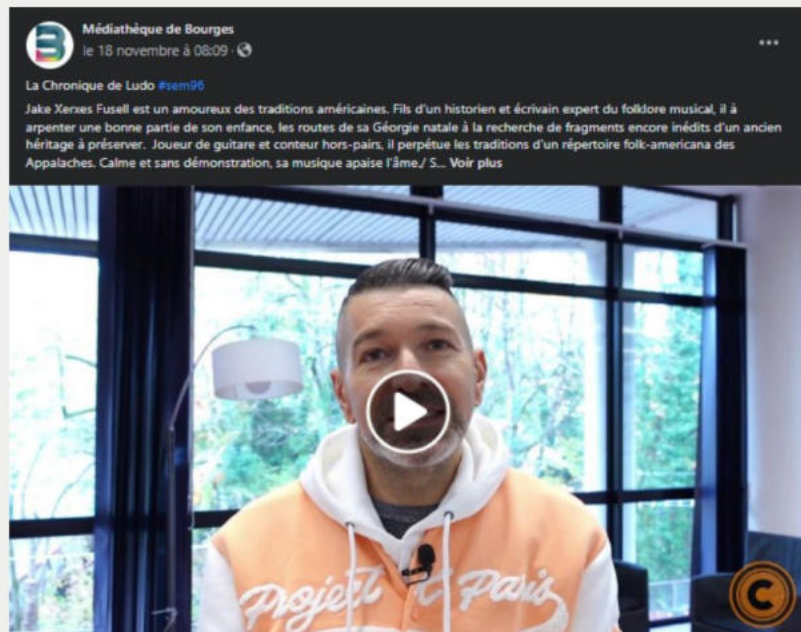 Médiathèque de Bourges
le 18 novembre à 08:09 ·
La Chronique de Ludo #sem96
Jake Xerxes Fusell est un amoureux des traditions américaines. Fils d'un historien et écrivain expert du folklore musical, il à
arpenter une bonne partie de son enfance, les routes de sa Géorgie natale à la recherche de fragments encore inédits d'un ancien
héritage à préserver. Joueur de guitare et conteur hors-pairs, il perpétue les traditions d'un répertoire folk-americana des
Appalaches. Calme et sans démonstration, sa musique apaise l'âme./ S... Voir plus
Project Paris
C